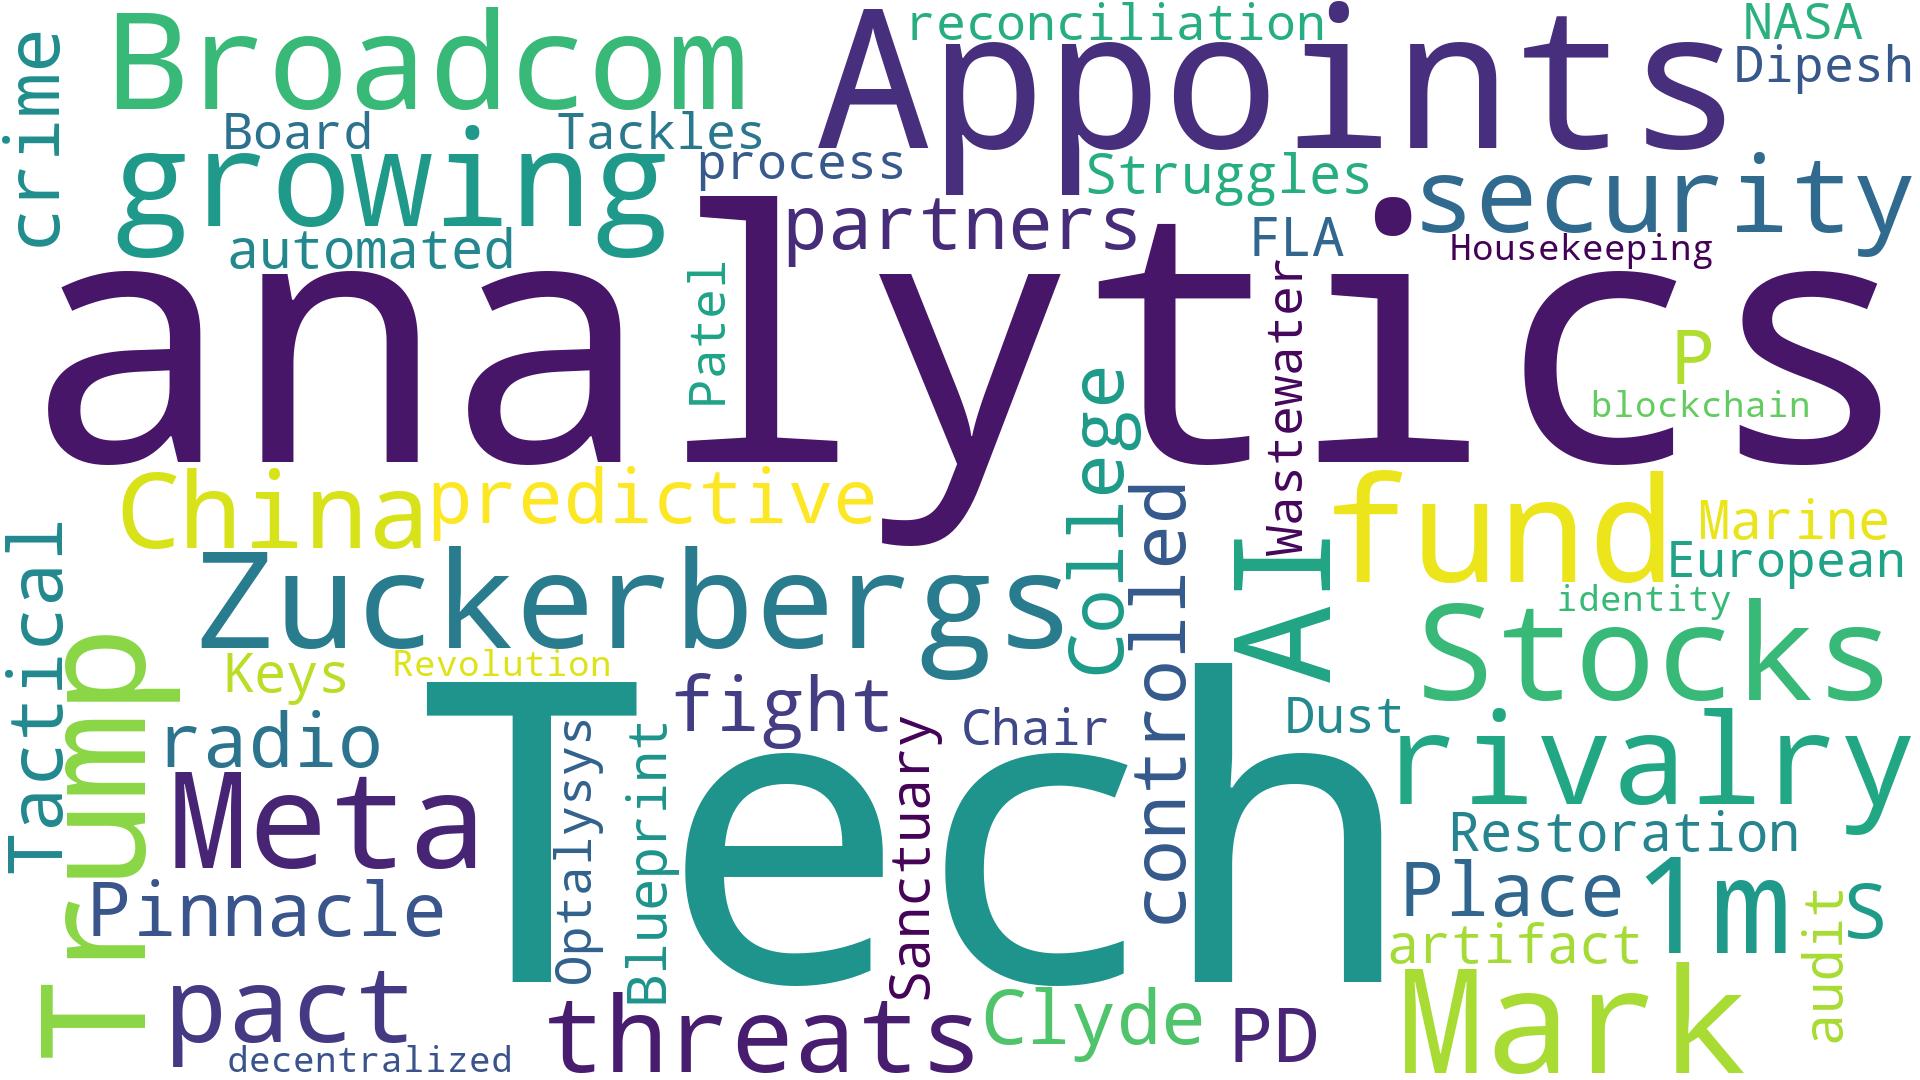 crime
Broadcom
Appoints
reconciliation
NASA
Dipesh
Board
Tackles
growing
process
Struggles
security
automated
partners
FLA
Housekeeping
analytics
Patel
Wastewater
P
blockchain
College
China
predictive
controlled
fund
Marine
European
AI
identity
Tactical
Zuckerbergs
Stocks
Trump
Keys
Revolution
fight
Chair
Dust
radio
Tech
rivalry
Meta
Optalysys
Blueprint
Sanctuary
Restoration
Pinnacle
Place
1m
s
artifact
audit
pact
threats
Clyde
PD
Mark
decentralized